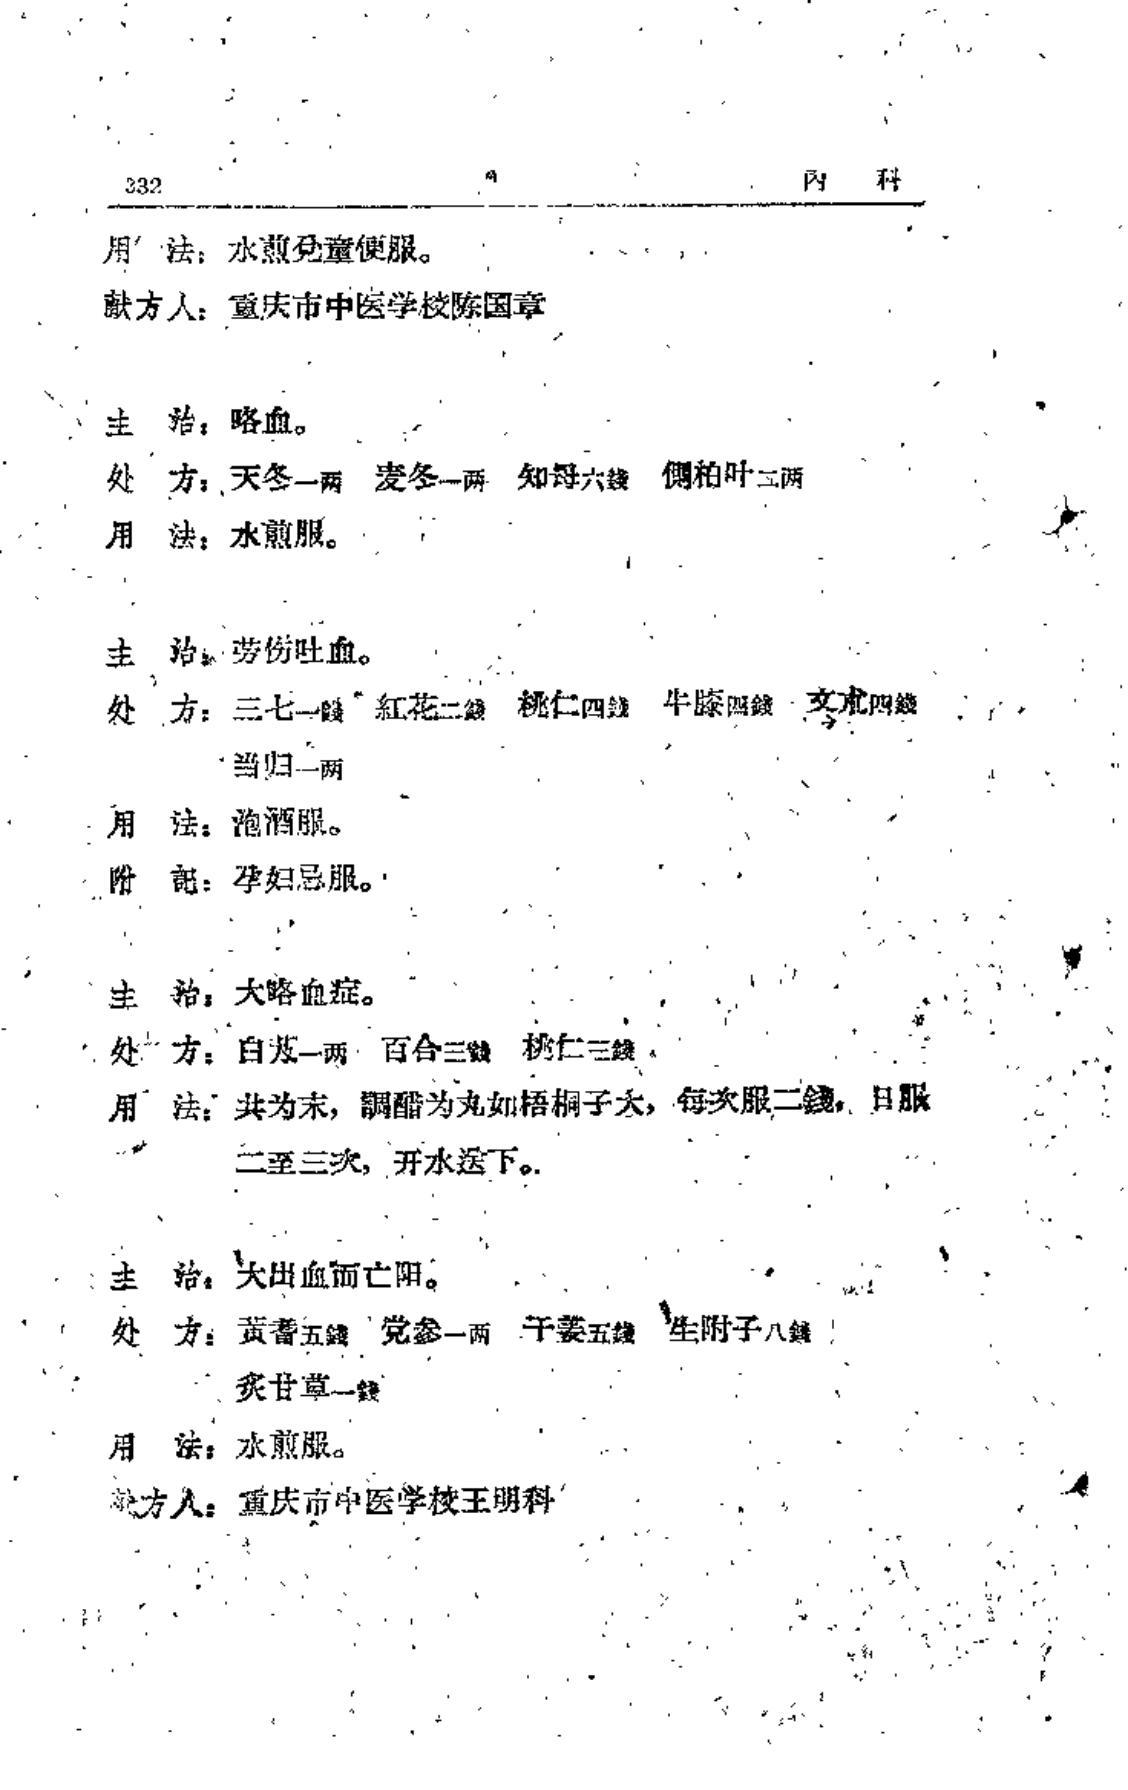 332 內 科
用 法：水煎兌童便服。
献方人：重庆市中医学校陈国章
主 治：咯血。
处 方：天冬一两 麦冬一两 知母六錢 側柏叶二两
用 法：水煎服。
主 治：劳伤吐血。
处 方：三七一錢 紅花二錢 桃仁四錢 牛膝四錢 文朮四錢
当归一两
用 法：泡酒服。
附 記：孕妇忌服。
主 治：大咯血症。
处 方：白芨一两 百合三錢 桃仁三錢
用 法：共为末，調醋为丸如梧桐子大，每次服二錢，日服
二至三次，开水送下。
主 治：大出血而亡阳。
处 方：黃耆五錢 党参一两 干姜五錢 生附子八錢
炙甘草一錢
用 法：水煎服。
献方人：重庆市中医学校王明科